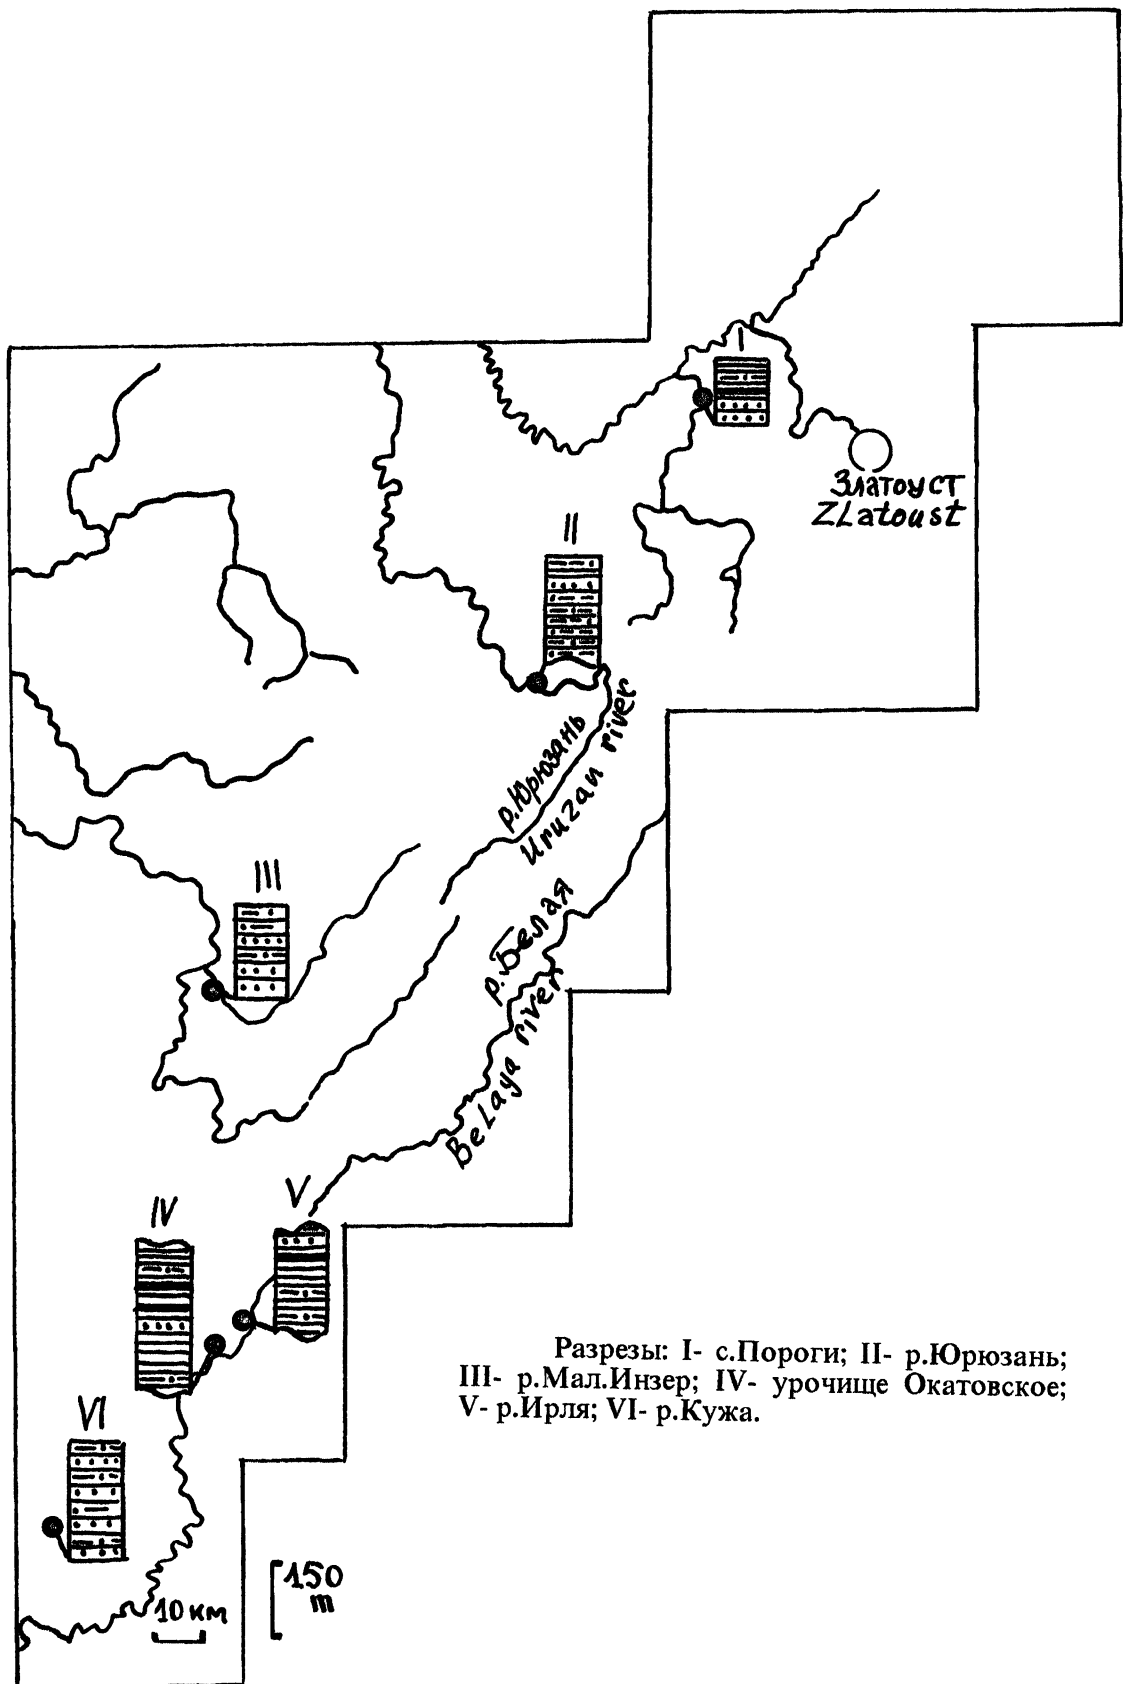 I
Златоуст
Zlatoust
II
р.Юрюзань
Uruzan river
III
р.Белая
Belaya river
V
IV
Разрезы: I- с.Пороги; II- р.Юрюзань;
III- р.Мал.Инзер; IV- урочище Окатовское;
V- р.Ирля; VI- р.Кужа.
VI
150
m
10 км